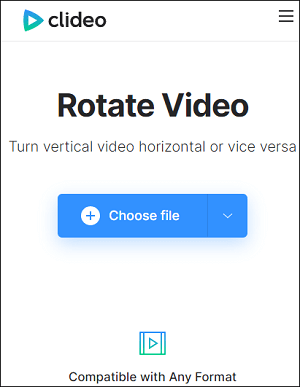 clideo
Rotate Video
Turn vertical video horizontal or vice versa
Choose file
Compatible with Any Format